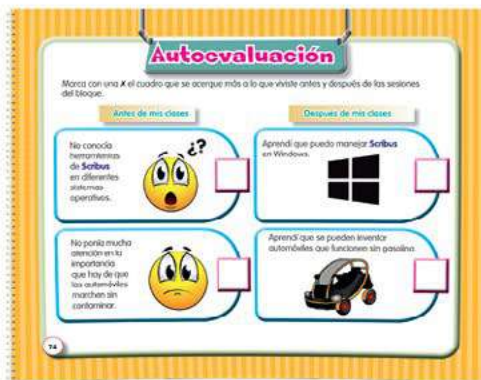 Autoevaluación
Marca con una ✗ el cuadro que se acerque más a lo que viviste antes y después de las sesiones
del bloque.
Antes de mis clases
Después de mis clases
No conocía
herramientas
de Scribus
en diferentes
sistemas
operativos.
¿?
Aprendí que puedo manejar Scribus
en Windows.
No ponía mucha
atención en la
importancia
que hay de que
los automóviles
marchen sin
contaminar.
Aprendí que se pueden inventar
automóviles que funcionen sin gasolina.
74